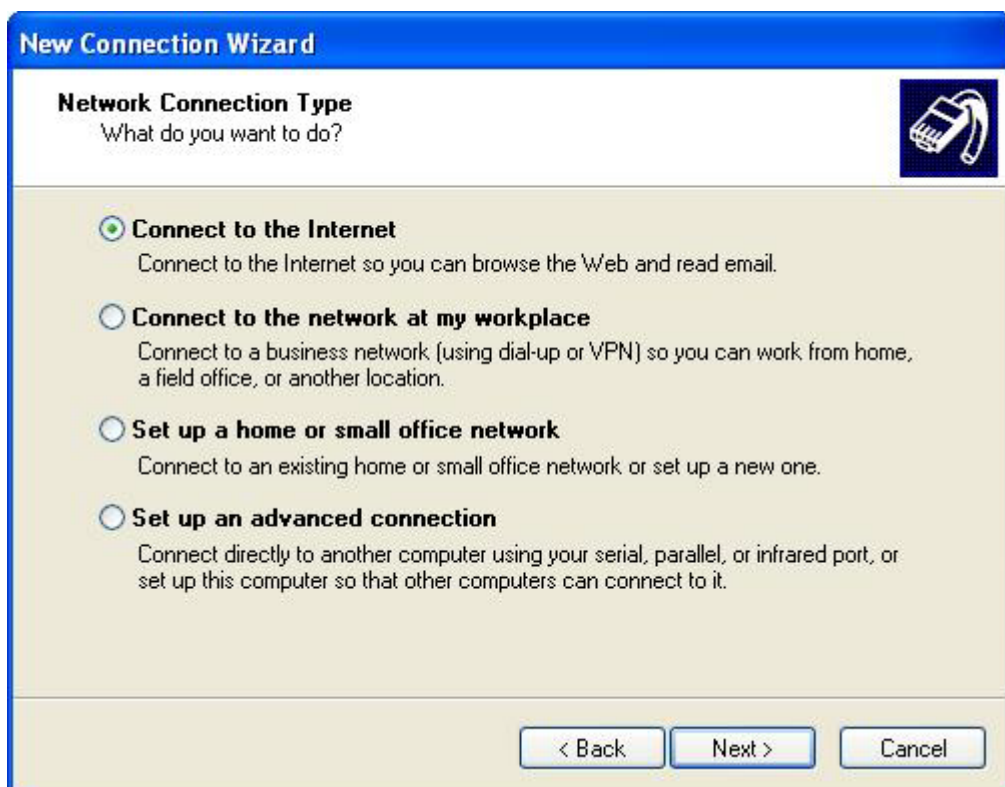 New Connection Wizard
Network Connection Type
What do you want to do?
Connect to the Internet
Connect to the Internet so you can browse the Web and read email.
Connect to the network at my workplace
Connect to a business network (using dial-up or VPN) so you can work from home,
a field office, or another location.
Set up a home or small office network
Connect to an existing home or small office network or set up a new one.
Set up an advanced connection
Connect directly to another computer using your serial, parallel, or infrared port, or
set up this computer so that other computers can connect to it.
< Back Next > Cancel